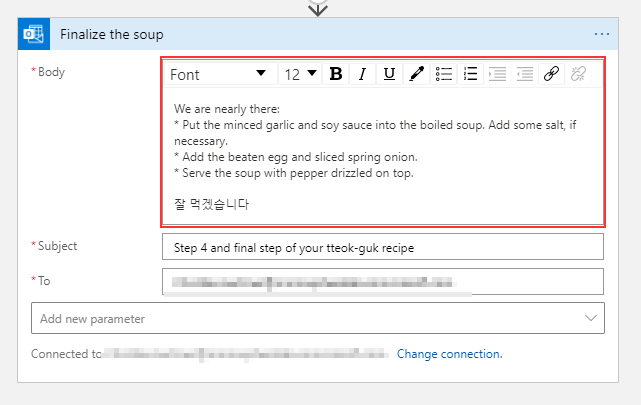 Finalize the soup
* Body
Font 12 B I U
We are nearly there:
* Put the minced garlic and soy sauce into the boiled soup. Add some salt, if
necessary.
* Add the beaten egg and sliced spring onion.
* Serve the soup with pepper drizzled on top.
잘 먹겠습니다
* Subject
Step 4 and final step of your tteok-guk recipe
* To
Add new parameter
Connected to
Change connection.